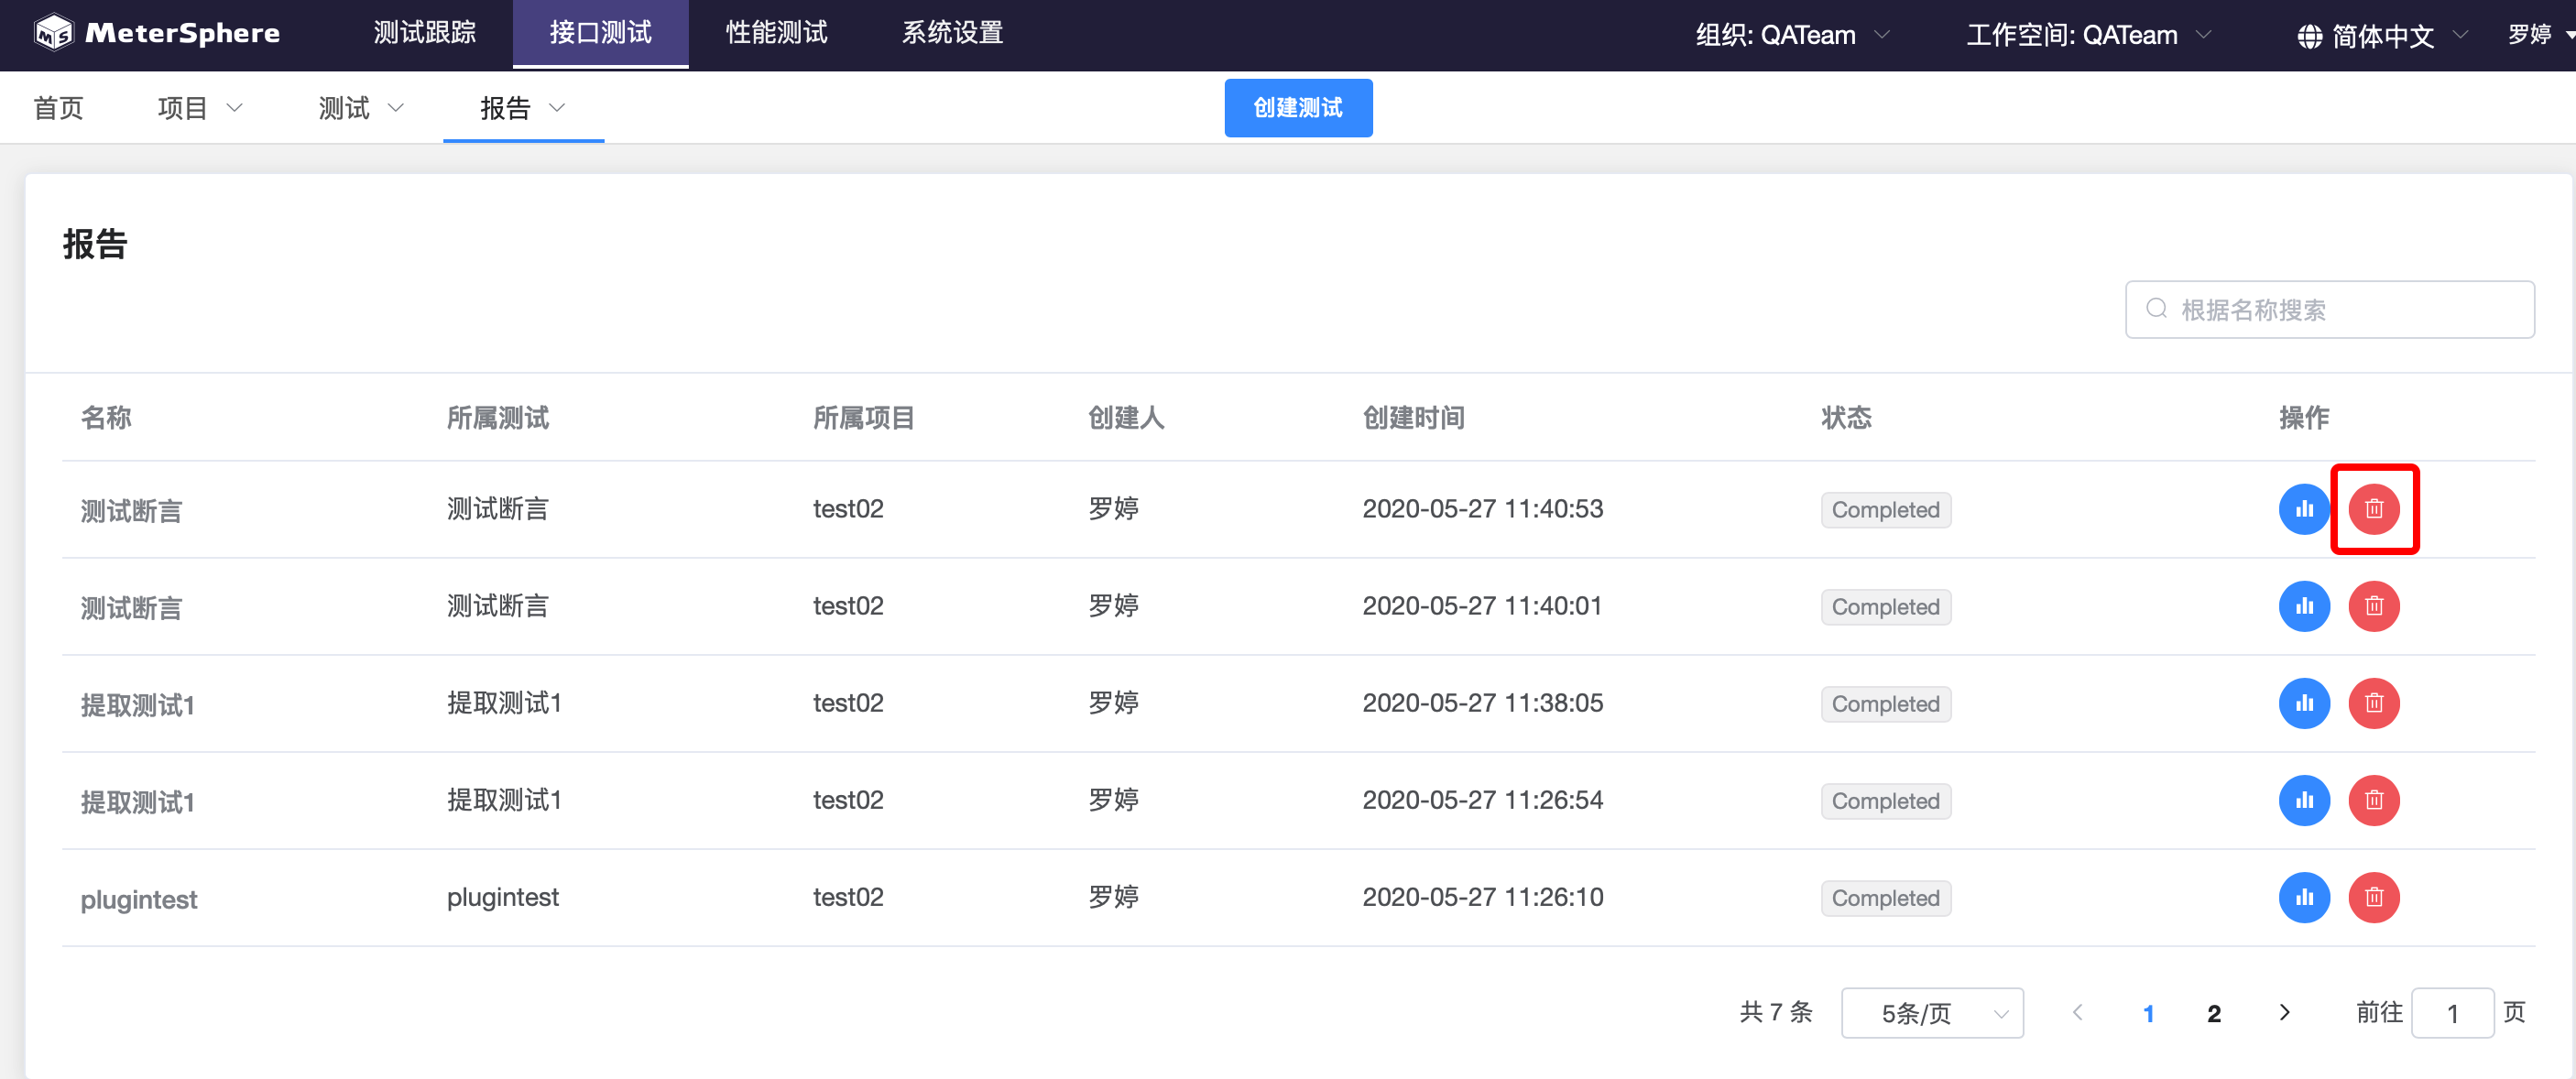 MS MeterSphere 测试跟踪 接口测试 性能测试 系统设置 组织: QATeam 工作空间: QATeam 简体中文 罗婷
首页 项目 测试 报告 创建测试
报告
根据名称搜索
名称 所属测试 所属项目 创建人 创建时间 状态 操作
测试断言 测试断言 test02 罗婷 2020-05-27 11:40:53 Completed
测试断言 测试断言 test02 罗婷 2020-05-27 11:40:01 Completed
提取测试1 提取测试1 test02 罗婷 2020-05-27 11:38:05 Completed
提取测试1 提取测试1 test02 罗婷 2020-05-27 11:26:54 Completed
plugintest plugintest test02 罗婷 2020-05-27 11:26:10 Completed
共 7 条 5条/页 1 2 前往 1 页